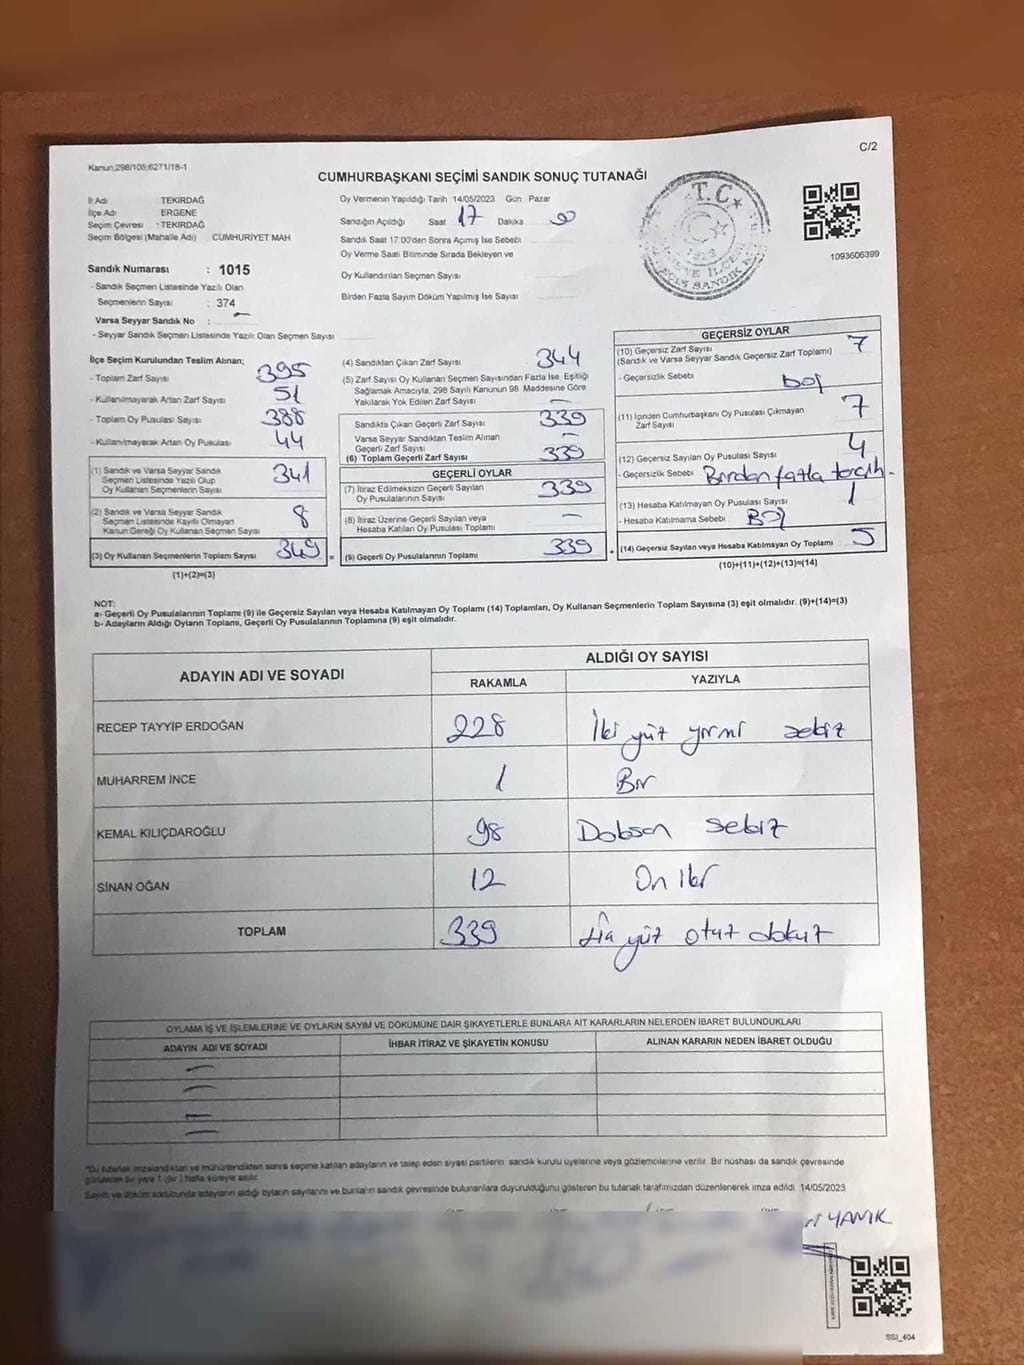 C/2
Kanun:298/105;6271/18-1
CUMHURBAŞKANI SEÇİMİ SANDIK SONUÇ TUTANAĞI
İl Adı TEKİRDAĞ
İlçe Adı ERGENE
Seçim Çevresi : TEKİRDAĞ
Seçim Bölgesi (Mahalle Adı) CUMHURİYET MAH
Sandık Numarası : 1015
- Sandık Seçmen Listesinde Yazılı Olan
Seçmenlerin Sayısı : 374
Varsa Seyyar Sandık No : –
- Seyyar Sandık Seçmen Listesinde Yazılı Olan Seçmen Sayısı
Oy Vermenin Yapıldığı Tarih 14/05/2023 Gün Pazar
Sandığın Açıldığı Saat 17 Dakika
Sandık Saat 17.00'den Sonra Açımış İse Sebebi
Oy Verme Saati Bitiminde Sırada Bekleyen ve
Oy Kullandırılan Seçmen Sayısı
Birden Fazla Sayım Döküm Yapılmış İse Sayısı
T.C.
1093606399
İlçe Seçim Kurulundan Teslim Alınan;
- Toplam Zarf Sayısı 395
- Kullanılmayarak Artan Zarf Sayısı 51
- Toplam Oy Pusulası Sayısı 388
- Kullanılmayarak Artan Oy Pusulası 44
(1) Sandık ve Varsa Seyyar Sandık
Seçmen Listesinde Yazılı Olup
Oy Kullanan Seçmenlerin Sayısı 341
(2) Sandık ve Varsa Seyyar Sandık
Seçmen Listesinde Kayıtlı Olmayan
Kanun Gereği Oy Kullanan Seçmen Sayısı 8
(3) Oy Kullanan Seçmenlerin Toplam Sayısı 349 =
(1)+(2)=(3)
(4) Sandıktan Çıkan Zarf Sayısı 344
(5) Zarf Sayısı Oy Kullanan Seçmen Sayısından Fazla İse, Eşitliği
Sağlamak Amacıyla, 298 Sayılı Kanunun 98. Maddesine Göre
Yakılarak Yok Edilen Zarf Sayısı –
Sandıkta Çıkan Geçerli Zarf Sayısı 339
Varsa Seyyar Sandıktan Teslim Alınan
Geçerli Zarf Sayısı –
(6) Toplam Geçerli Zarf Sayısı 339
GEÇERLİ OYLAR
(7) İtiraz Edilmeksizin Geçerli Sayılan
Oy Pusulalarının Sayısı 339
(8) İtiraz Üzerine Geçerli Sayılan veya
Hesaba Katılan Oy Pusulası Toplamı –
(9) Geçerli Oy Pusulalarının Toplamı 339 +
GEÇERSİZ OYLAR
(10) Geçersiz Zarf Sayısı
(Sandık ve Varsa Seyyar Sandık Geçersiz Zarf Toplamı) 7
- Geçersizlik Sebebi boş
(11) İçinden Cumhurbaşkanı Oy Pusulası Çıkmayan
Zarf Sayısı 7
(12) Geçersiz Sayılan Oy Pusulası Sayısı 4
- Geçersizlik Sebebi Birden fazla tercih -
(13) Hesaba Katılmayan Oy Pusulası Sayısı 1
- Hesaba Katılmama Sebebi Boş
(14) Geçersiz Sayılan veya Hesaba Katılmayan Oy Toplamı 5
(10)+(11)+(12)+(13)=(14)
NOT:
a- Geçerli Oy Pusulalarının Toplamı (9) ile Geçersiz Sayılan veya Hesaba Katılmayan Oy Toplamı (14) Toplamları, Oy Kullanan Seçmenlerin Toplam Sayısına (3) eşit olmalıdır. (9)+(14)=(3)
b- Adayların Aldığı Oyların Toplamı, Geçerli Oy Pusulalarının Toplamına (9) eşit olmalıdır.
ADAYIN ADI VE SOYADI
ALDIĞI OY SAYISI
RAKAMLA YAZIYLA
RECEP TAYYIP ERDOĞAN 228 İki yüz yirmi sekiz
MUHARREM İNCE 1 Bir
KEMAL KILIÇDAROĞLU 98 Doksan sekiz
SİNAN OĞAN 12 On iki
TOPLAM 339 yüz otuz dokuz
OYLAMA İŞ VE İŞLEMLERİNE VE OYLARIN SAYIM VE DÖKÜMÜNE DAİR ŞİKAYETLERLE BUNLARA AİT KARARLARIN NELERDEN İBARET BULUNDUKLARI
ADAYIN ADI VE SOYADI İHBAR İTİRAZ VE ŞİKAYETİN KONUSU ALINAN KARARIN NEDEN İBARET OLDUĞU
–
–
–
–
"Bu tutanak imzalandıktan ve mühürlendikten sonra seçime katılan adayların ve talep eden siyasi partilerin sandık kurulu üyelerine veya gözlemcilerine verilir. Bir nüshası da sandık çevresinde
görülecek bir yere 1 (bir) hafta süreyle asılır.
Sayım ve döküm sonucunda adayların aldığı oyların sayılarını ve bunların sandık çevresinde bulunanlara duyurulduğunu gösteren bu tutanak tarafımızdan düzenlenerek imza edildi. 14/05/2023
YANIK
SSI_404